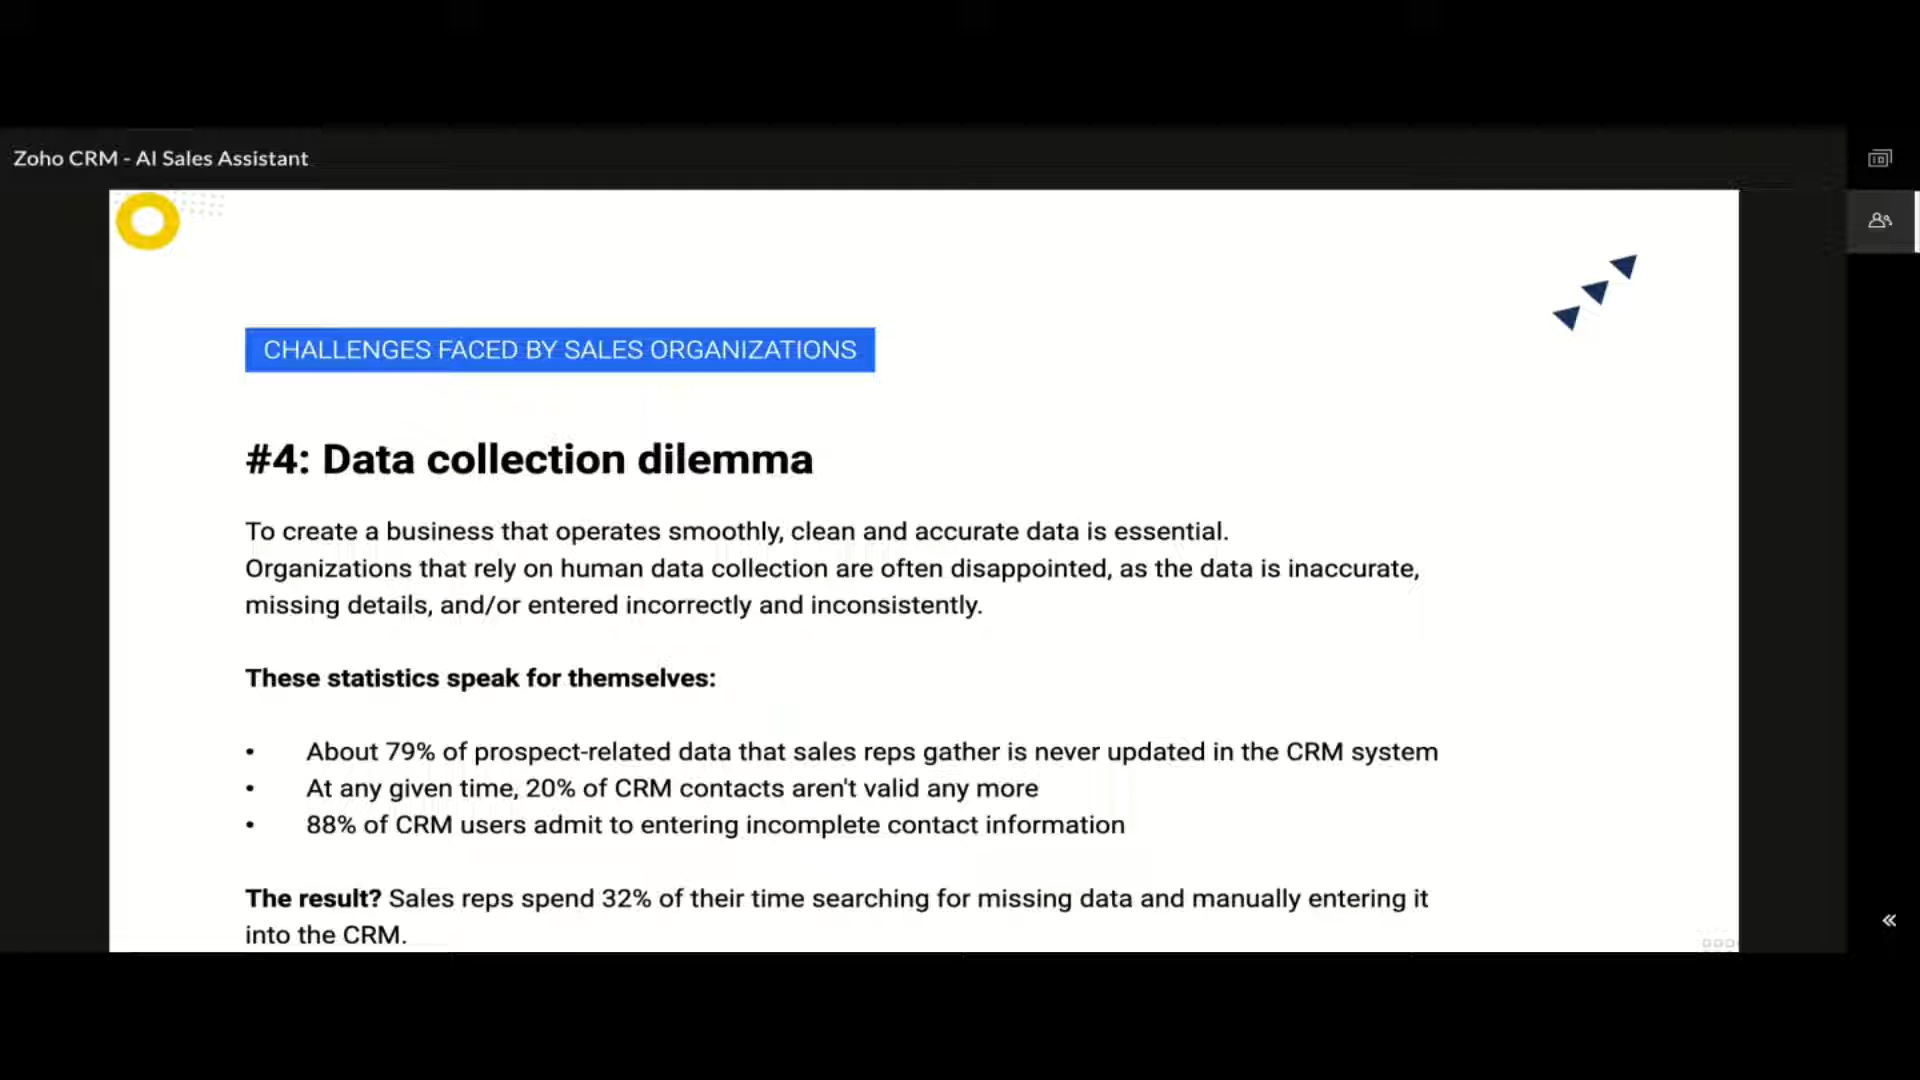 Zoho CRM - AI Sales Assistant
CHALLENGES FACED BY SALES ORGANIZATIONS
#4: Data collection dilemma
To create a business that operates smoothly, clean and accurate data is essential.
Organizations that rely on human data collection are often disappointed, as the data is inaccurate,
missing details, and/or entered incorrectly and inconsistently.
These statistics speak for themselves:
• About 79% of prospect-related data that sales reps gather is never updated in the CRM system
• At any given time, 20% of CRM contacts aren't valid any more
• 88% of CRM users admit to entering incomplete contact information
The result? Sales reps spend 32% of their time searching for missing data and manually entering it
into the CRM.